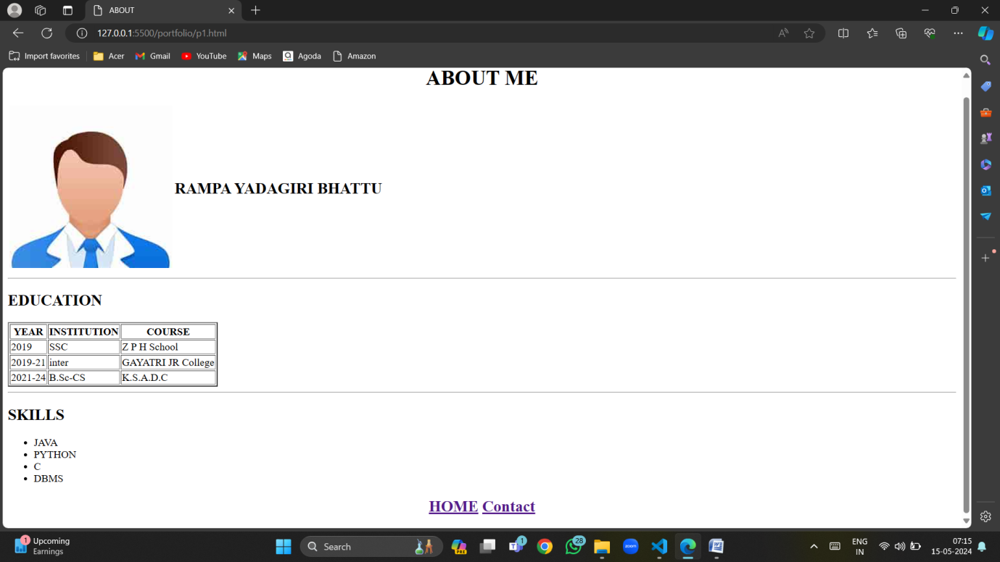 ABOUT
127.0.0.1:5500/portfolio/p1.html
Import favorites Acer Gmail YouTube Maps Agoda Amazon
ABOUT ME
RAMPA YADAGIRI BHATTU
EDUCATION
YEAR INSTITUTION COURSE
2019 SSC Z P H School
2019-21 inter GAYATRI JR College
2021-24 B.Sc-CS K.S.A.D.C
SKILLS
• JAVA
• PYTHON
• C
• DBMS
HOME Contact
1 Upcoming
Earnings
Search
PRE
1
28
zoom
ENG
IN
07:15
15-05-2024